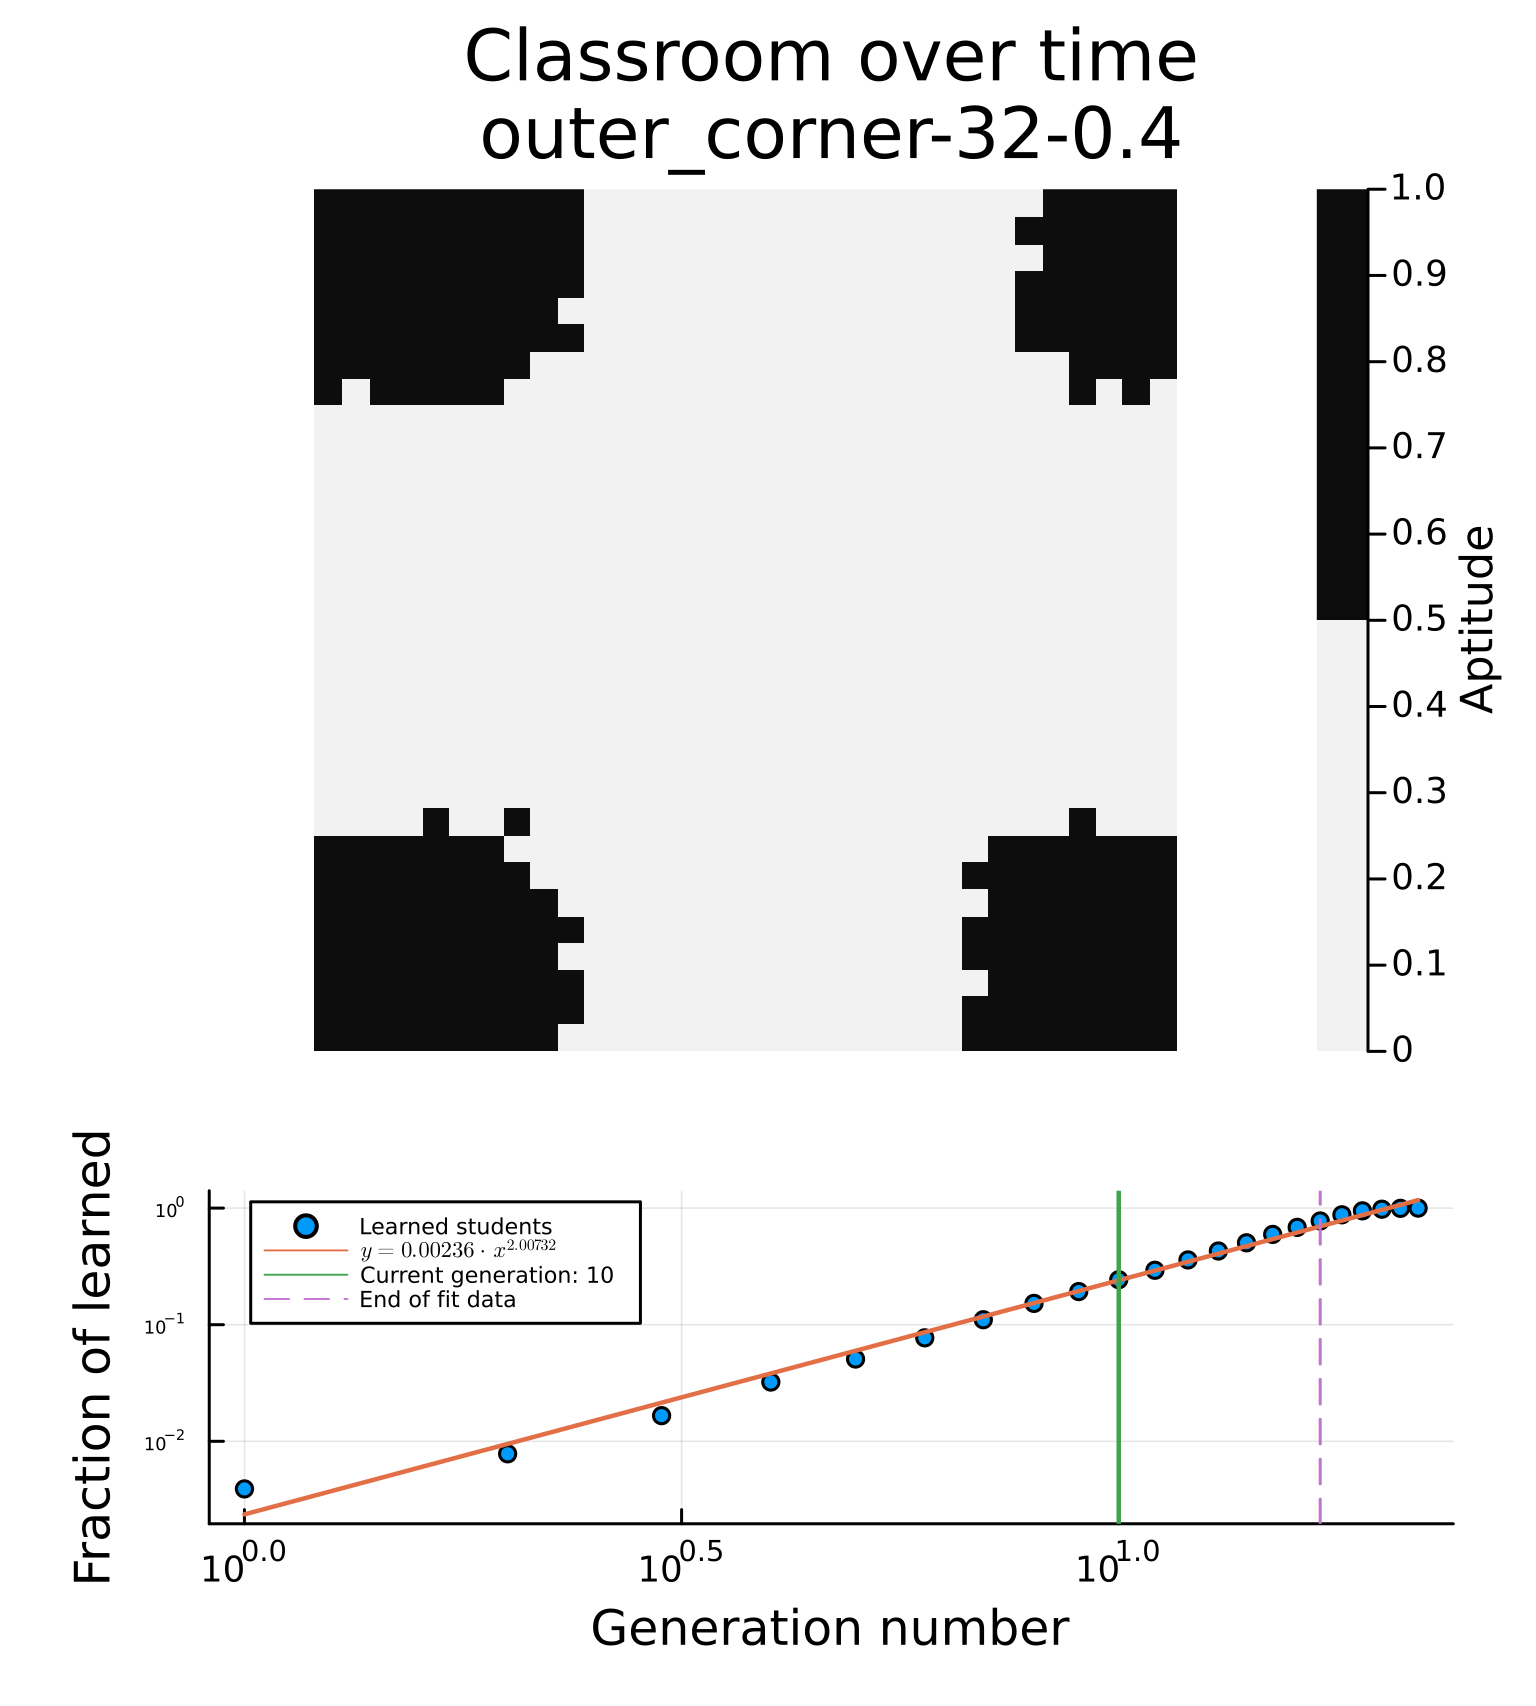 Classroom over time
outer_corner-32-0.4
1.0
0.9
0.8
0.7
0.6
0.5
0.4
0.3
0.2
0.1
0
Aptitude
Fraction of learned
10⁰
10⁻¹
10⁻²
Learned students
y = 0.00236 · x^2.00732
Current generation: 10
End of fit data
10^0.0
10^0.5
10^1.0
Generation number